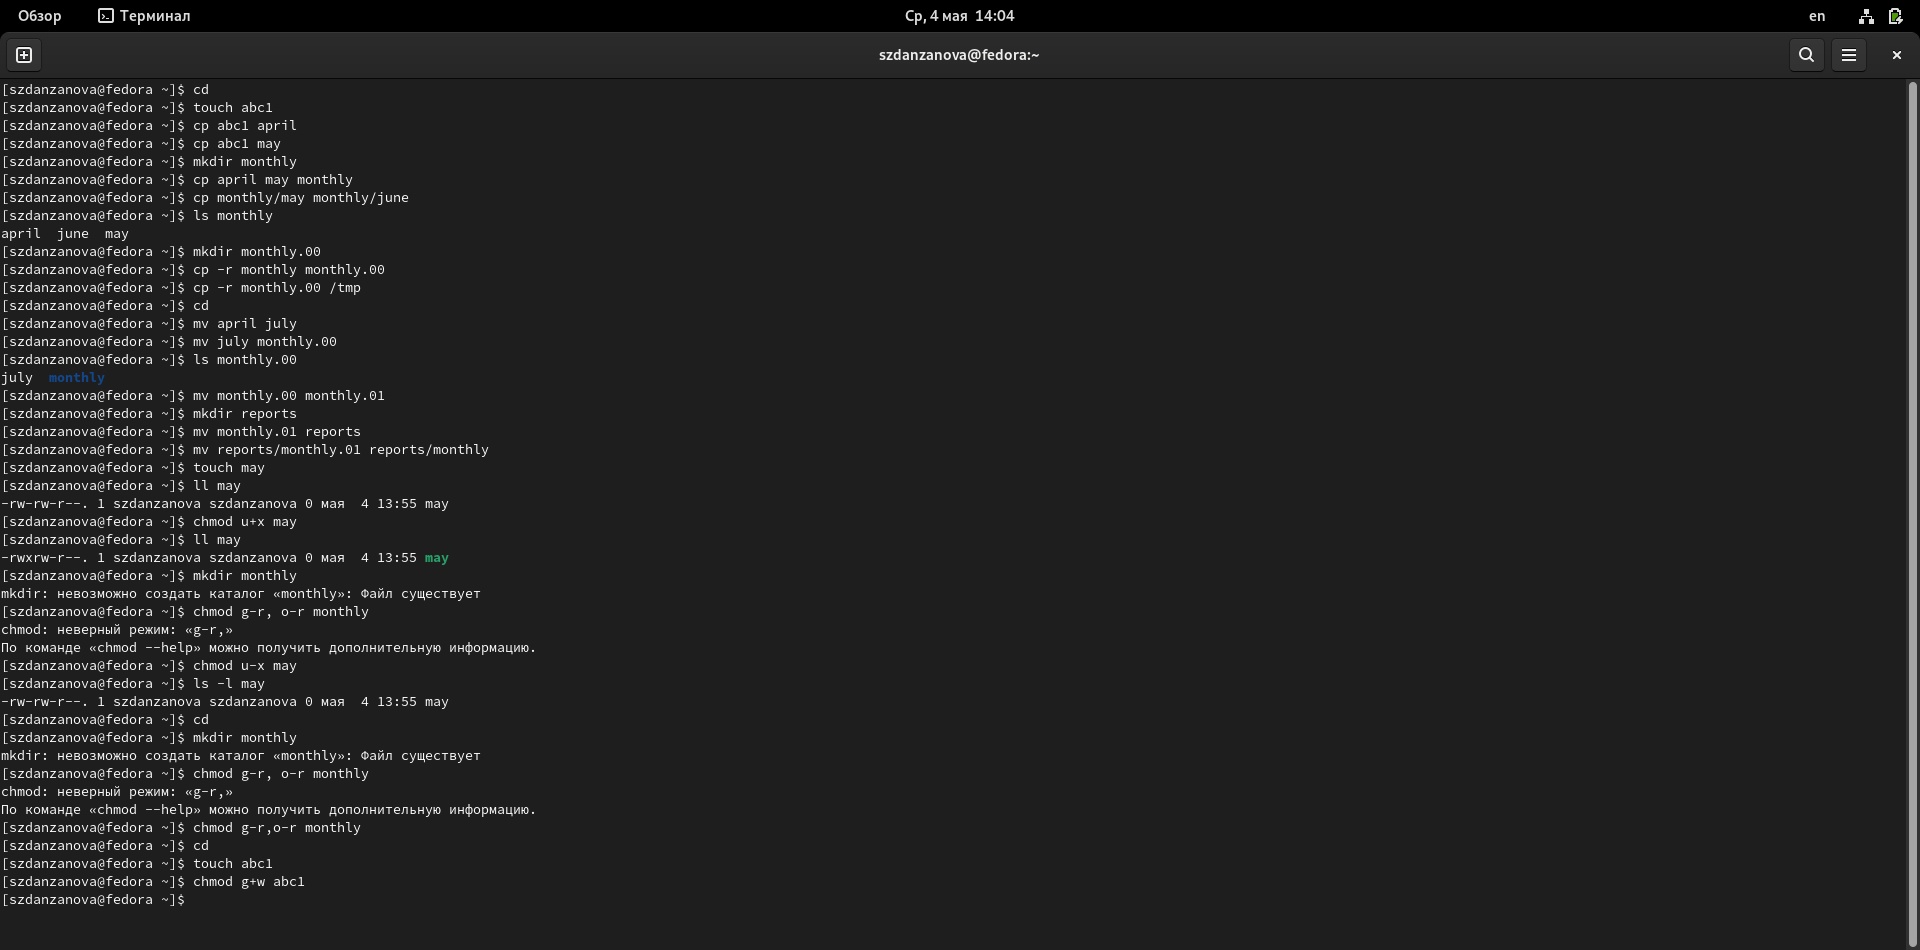 Обзор Терминал Ср, 4 мая 14:04 en
szdanzanova@fedora:~
[szdanzanova@fedora ~]$ cd
[szdanzanova@fedora ~]$ touch abc1
[szdanzanova@fedora ~]$ cp abc1 april
[szdanzanova@fedora ~]$ cp abc1 may
[szdanzanova@fedora ~]$ mkdir monthly
[szdanzanova@fedora ~]$ cp april may monthly
[szdanzanova@fedora ~]$ cp monthly/may monthly/june
[szdanzanova@fedora ~]$ ls monthly
april  june  may
[szdanzanova@fedora ~]$ mkdir monthly.00
[szdanzanova@fedora ~]$ cp -r monthly monthly.00
[szdanzanova@fedora ~]$ cp -r monthly.00 /tmp
[szdanzanova@fedora ~]$ cd
[szdanzanova@fedora ~]$ mv april july
[szdanzanova@fedora ~]$ mv july monthly.00
[szdanzanova@fedora ~]$ ls monthly.00
july  monthly
[szdanzanova@fedora ~]$ mv monthly.00 monthly.01
[szdanzanova@fedora ~]$ mkdir reports
[szdanzanova@fedora ~]$ mv monthly.01 reports
[szdanzanova@fedora ~]$ mv reports/monthly.01 reports/monthly
[szdanzanova@fedora ~]$ touch may
[szdanzanova@fedora ~]$ ll may
-rw-rw-r--. 1 szdanzanova szdanzanova 0 мая  4 13:55 may
[szdanzanova@fedora ~]$ chmod u+x may
[szdanzanova@fedora ~]$ ll may
-rwxrw-r--. 1 szdanzanova szdanzanova 0 мая  4 13:55 may
[szdanzanova@fedora ~]$ mkdir monthly
mkdir: невозможно создать каталог «monthly»: Файл существует
[szdanzanova@fedora ~]$ chmod g-r, o-r monthly
chmod: неверный режим: «g-r,»
По команде «chmod --help» можно получить дополнительную информацию.
[szdanzanova@fedora ~]$ chmod u-x may
[szdanzanova@fedora ~]$ ls -l may
-rw-rw-r--. 1 szdanzanova szdanzanova 0 мая  4 13:55 may
[szdanzanova@fedora ~]$ cd
[szdanzanova@fedora ~]$ mkdir monthly
mkdir: невозможно создать каталог «monthly»: Файл существует
[szdanzanova@fedora ~]$ chmod g-r, o-r monthly
chmod: неверный режим: «g-r,»
По команде «chmod --help» можно получить дополнительную информацию.
[szdanzanova@fedora ~]$ chmod g-r,o-r monthly
[szdanzanova@fedora ~]$ cd
[szdanzanova@fedora ~]$ touch abc1
[szdanzanova@fedora ~]$ chmod g+w abc1
[szdanzanova@fedora ~]$